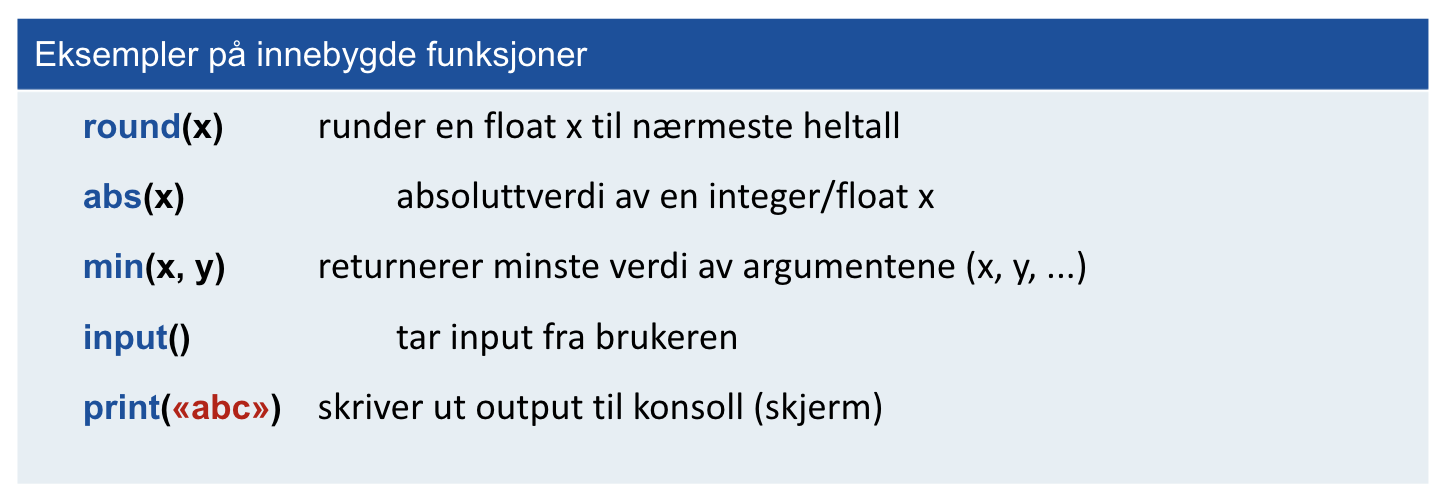 Eksempler på innebygde funksjoner
round(x) runder en float x til nærmeste heltall
abs(x) absoluttverdi av en integer/float x
min(x, y) returnerer minste verdi av argumentene (x, y, ...)
input() tar input fra brukeren
print(«abc») skriver ut output til konsoll (skjerm)